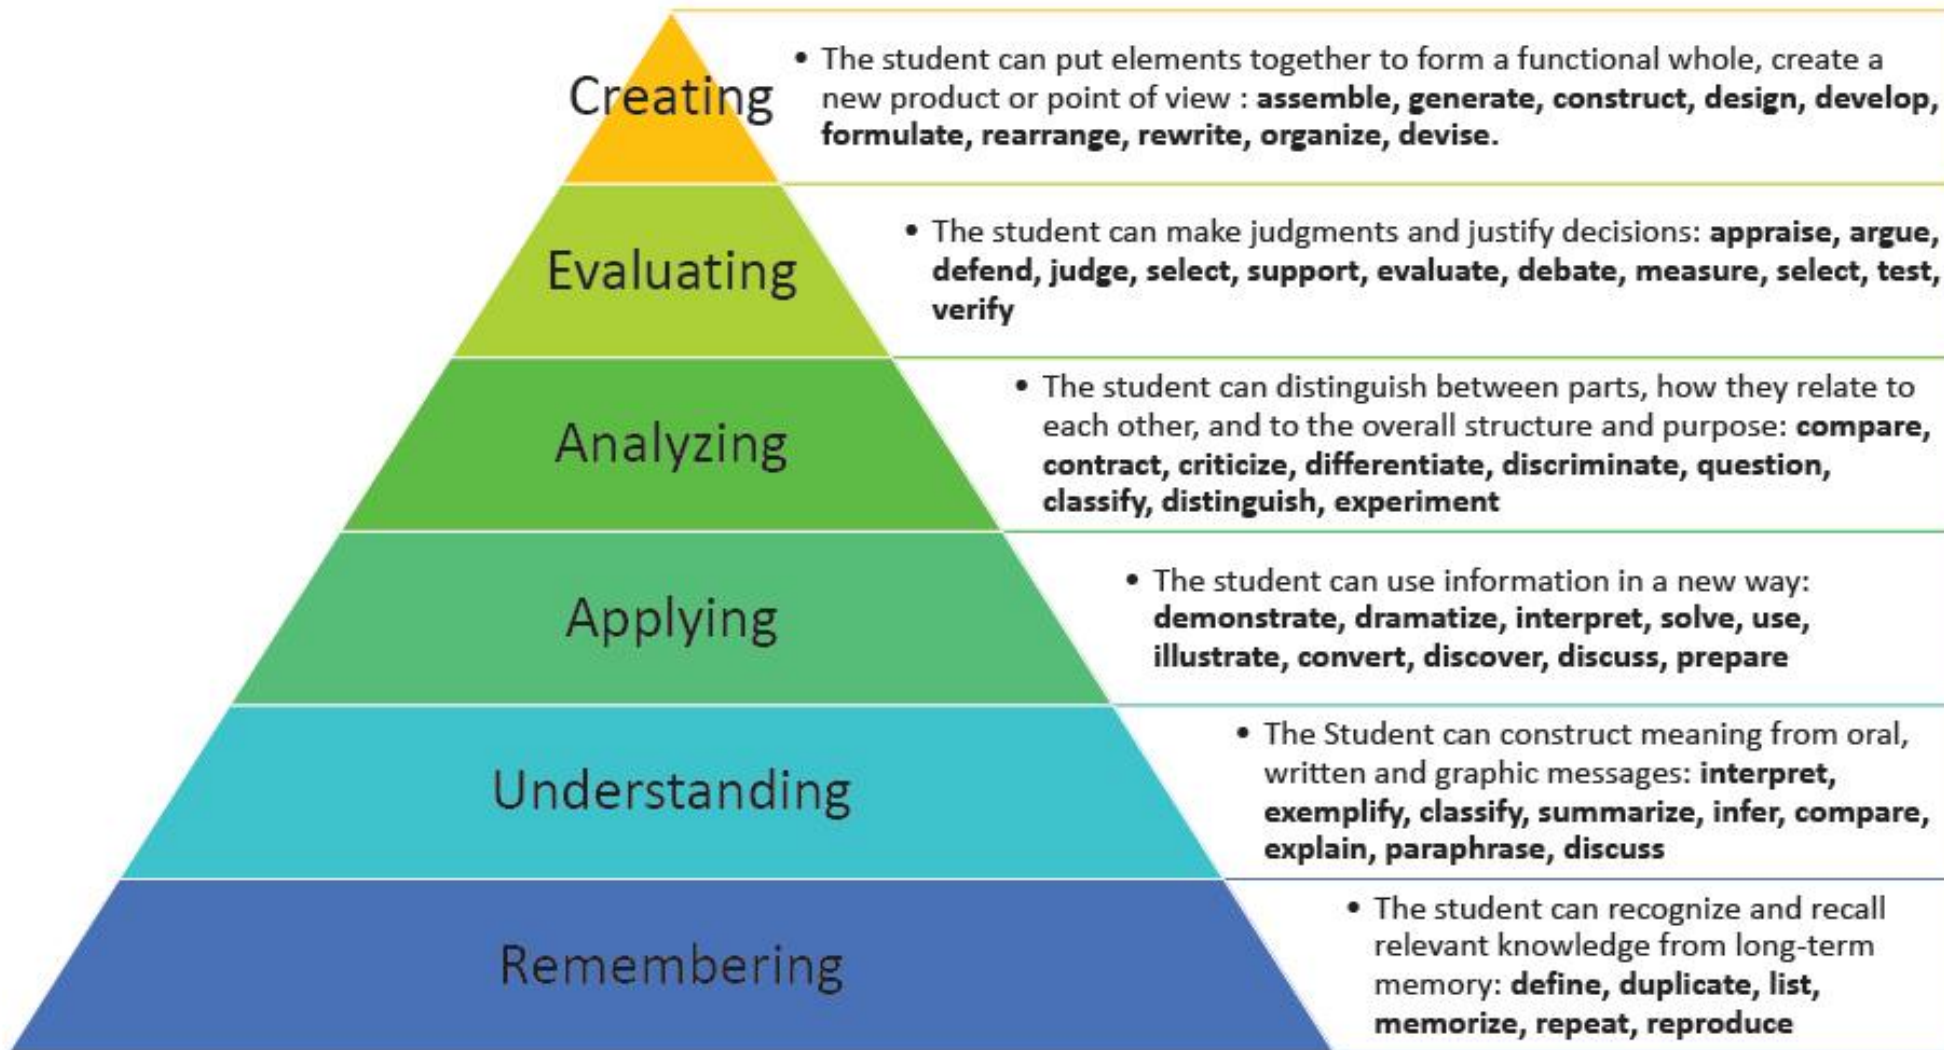 Creating
• The student can put elements together to form a functional whole, create a
new product or point of view : assemble, generate, construct, design, develop,
formulate, rearrange, rewrite, organize, devise.
Evaluating
• The student can make judgments and justify decisions: appraise, argue,
defend, judge, select, support, evaluate, debate, measure, select, test,
verify
Analyzing
• The student can distinguish between parts, how they relate to
each other, and to the overall structure and purpose: compare,
contract, criticize, differentiate, discriminate, question,
classify, distinguish, experiment
Applying
• The student can use information in a new way:
demonstrate, dramatize, interpret, solve, use,
illustrate, convert, discover, discuss, prepare
Understanding
• The Student can construct meaning from oral,
written and graphic messages: interpret,
exemplify, classify, summarize, infer, compare,
explain, paraphrase, discuss
Remembering
• The student can recognize and recall
relevant knowledge from long-term
memory: define, duplicate, list,
memorize, repeat, reproduce